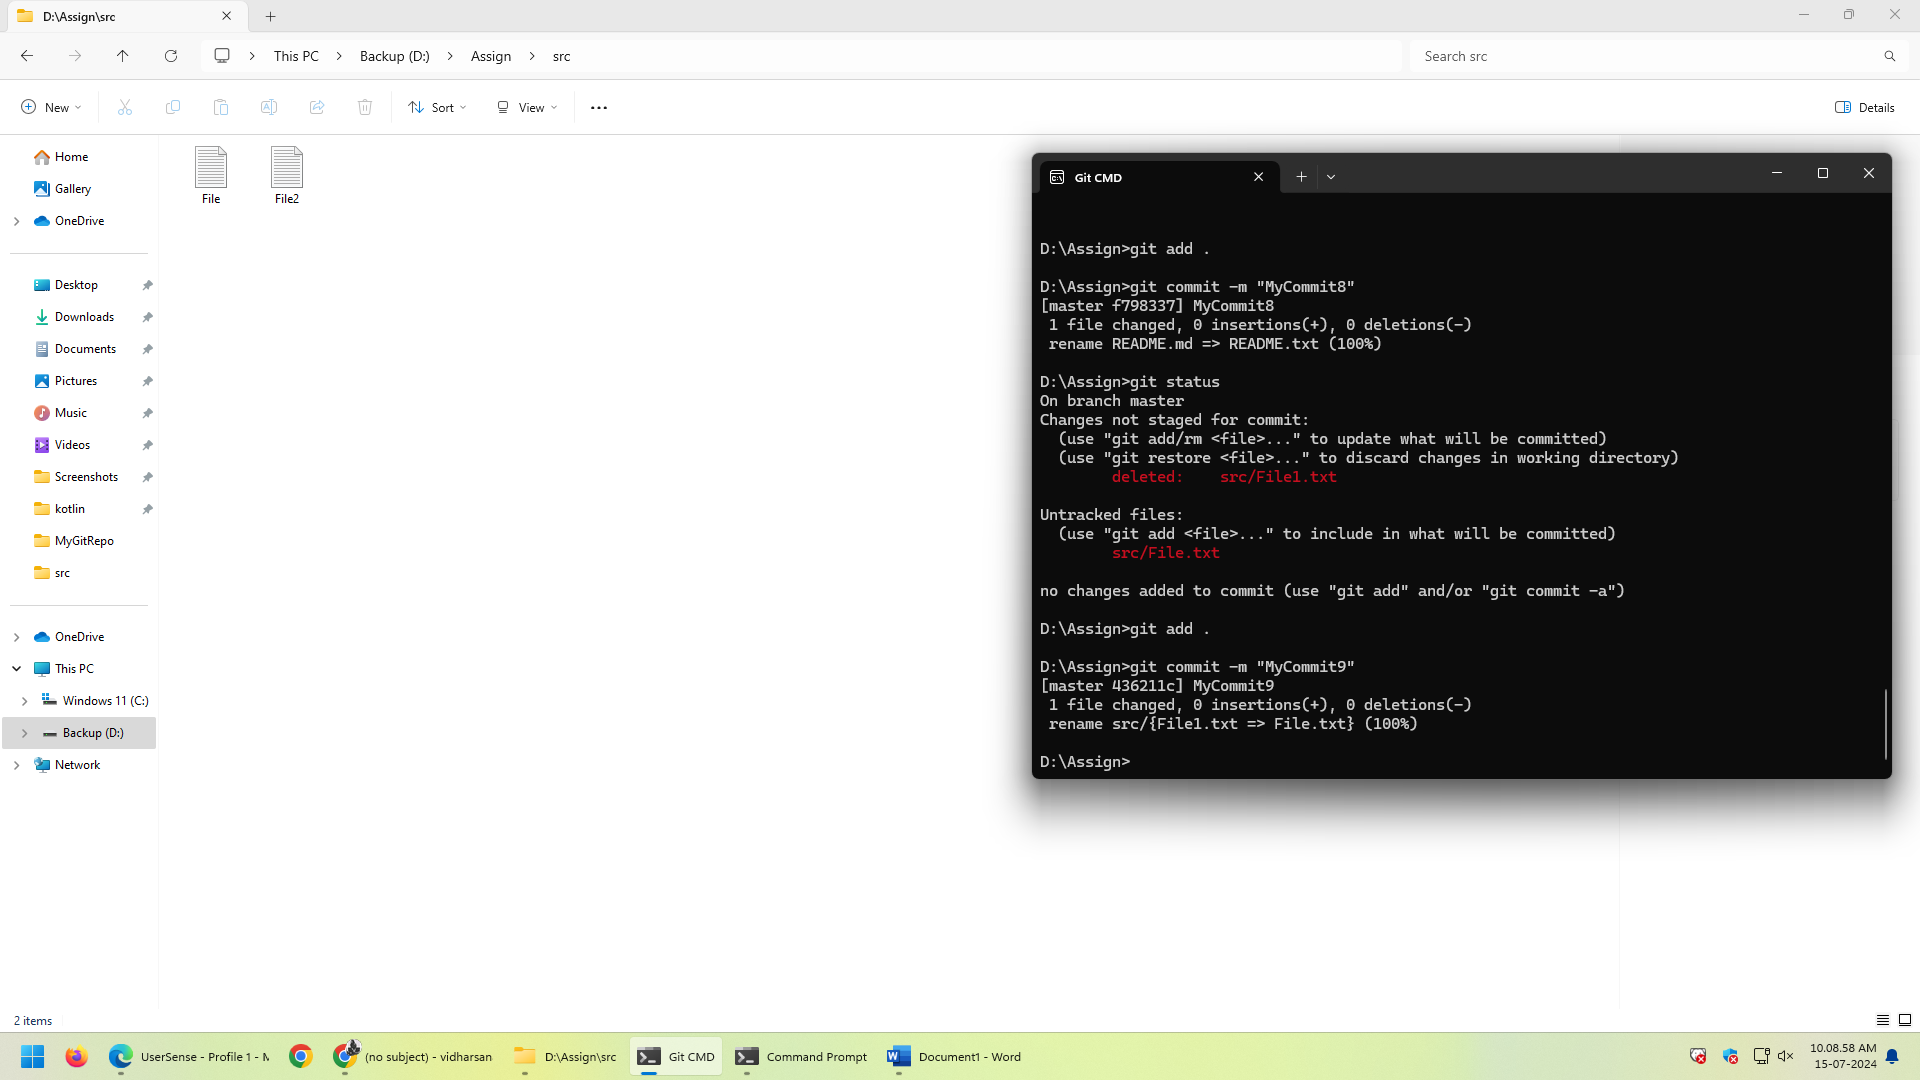 D:\Assign\src
This PC
Backup (D:)
Assign
src
Search src
New
Sort
View
Details
Home
Gallery
OneDrive
Desktop
Downloads
Documents
Pictures
Music
Videos
Screenshots
kotlin
MyGitRepo
src
OneDrive
This PC
Windows 11 (C:)
Backup (D:)
Network
File
File2
Git CMD
D:\Assign>git add .
D:\Assign>git commit -m "MyCommit8"
[master f798337] MyCommit8
1 file changed, 0 insertions(+), 0 deletions(-)
rename README.md => README.txt (100%)
D:\Assign>git status
On branch master
Changes not staged for commit:
(use "git add/rm <file>..." to update what will be committed)
(use "git restore <file>..." to discard changes in working directory)
deleted:    src/File1.txt
Untracked files:
(use "git add <file>..." to include in what will be committed)
src/File.txt
no changes added to commit (use "git add" and/or "git commit -a")
D:\Assign>git add .
D:\Assign>git commit -m "MyCommit9"
[master 436211c] MyCommit9
1 file changed, 0 insertions(+), 0 deletions(-)
rename src/{File1.txt => File.txt} (100%)
D:\Assign>
2 items
UserSense - Profile 1 - M
(no subject) - vidharsan
D:\Assign\src
Git CMD
Command Prompt
Document1 - Word
10.08.58 AM
15-07-2024